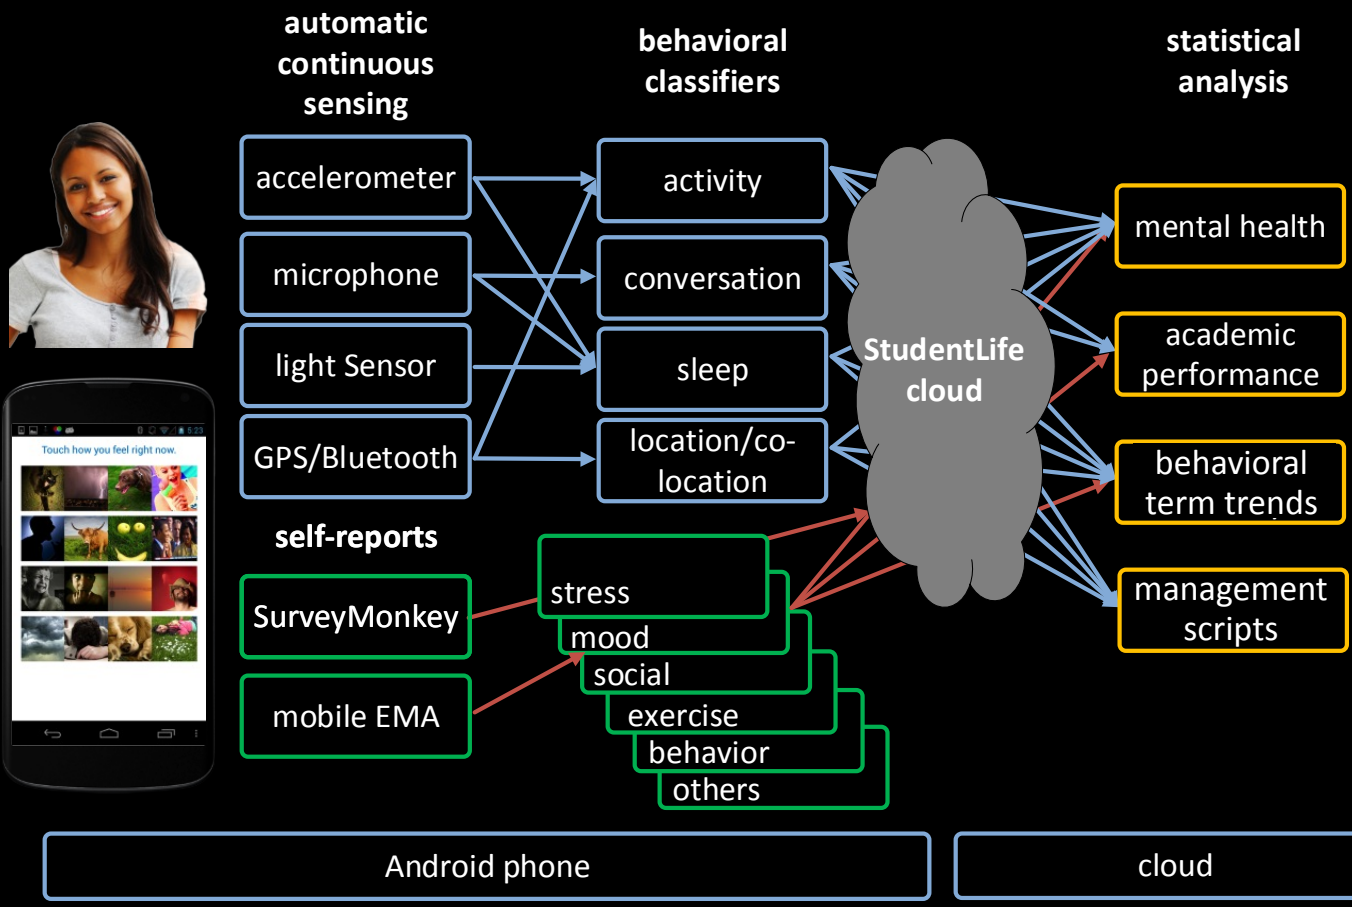 automatic
continuous
sensing
behavioral
classifiers
statistical
analysis
accelerometer
activity
mental health
microphone
conversation
light Sensor
sleep
StudentLife
cloud
academic
performance
GPS/Bluetooth
location/co-
location
behavioral
term trends
5:23
Touch how you feel right now.
self-reports
SurveyMonkey
mobile EMA
stress
mood
social
exercise
behavior
others
management
scripts
Android phone
cloud